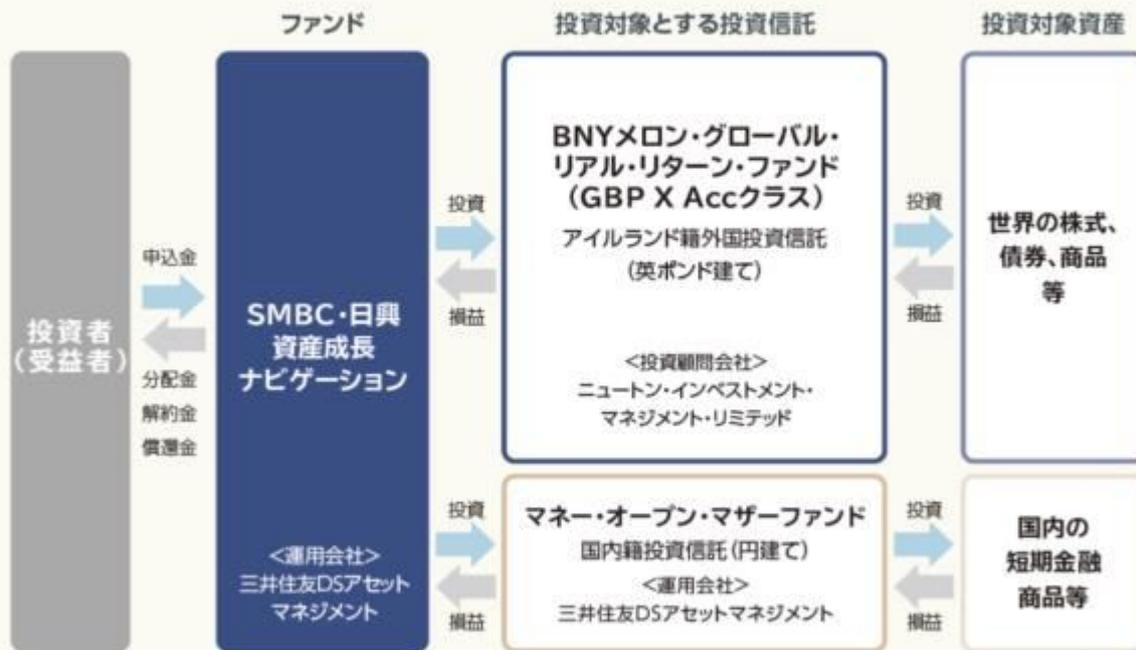 ファンド
投資対象とする投資信託
投資対象資産
投資者
（受益者）
申込金
分配金
解約金
償還金
SMBC・日興
資産成長
ナビゲーション
＜運用会社＞
三井住友DSアセット
マネジメント
投資
損益
BNYメロン・グローバル・
リアル・リターン・ファンド
（GBP X Accクラス）
アイルランド籍外国投資信託
（英ポンド建て）
＜投資顧問会社＞
ニュートン・インベストメント・
マネジメント・リミテッド
投資
損益
世界の株式、
債券、商品
等
投資
損益
マネー・オープン・マザーファンド
国内籍投資信託（円建て）
＜運用会社＞
三井住友DSアセットマネジメント
投資
損益
国内の
短期金融
商品等